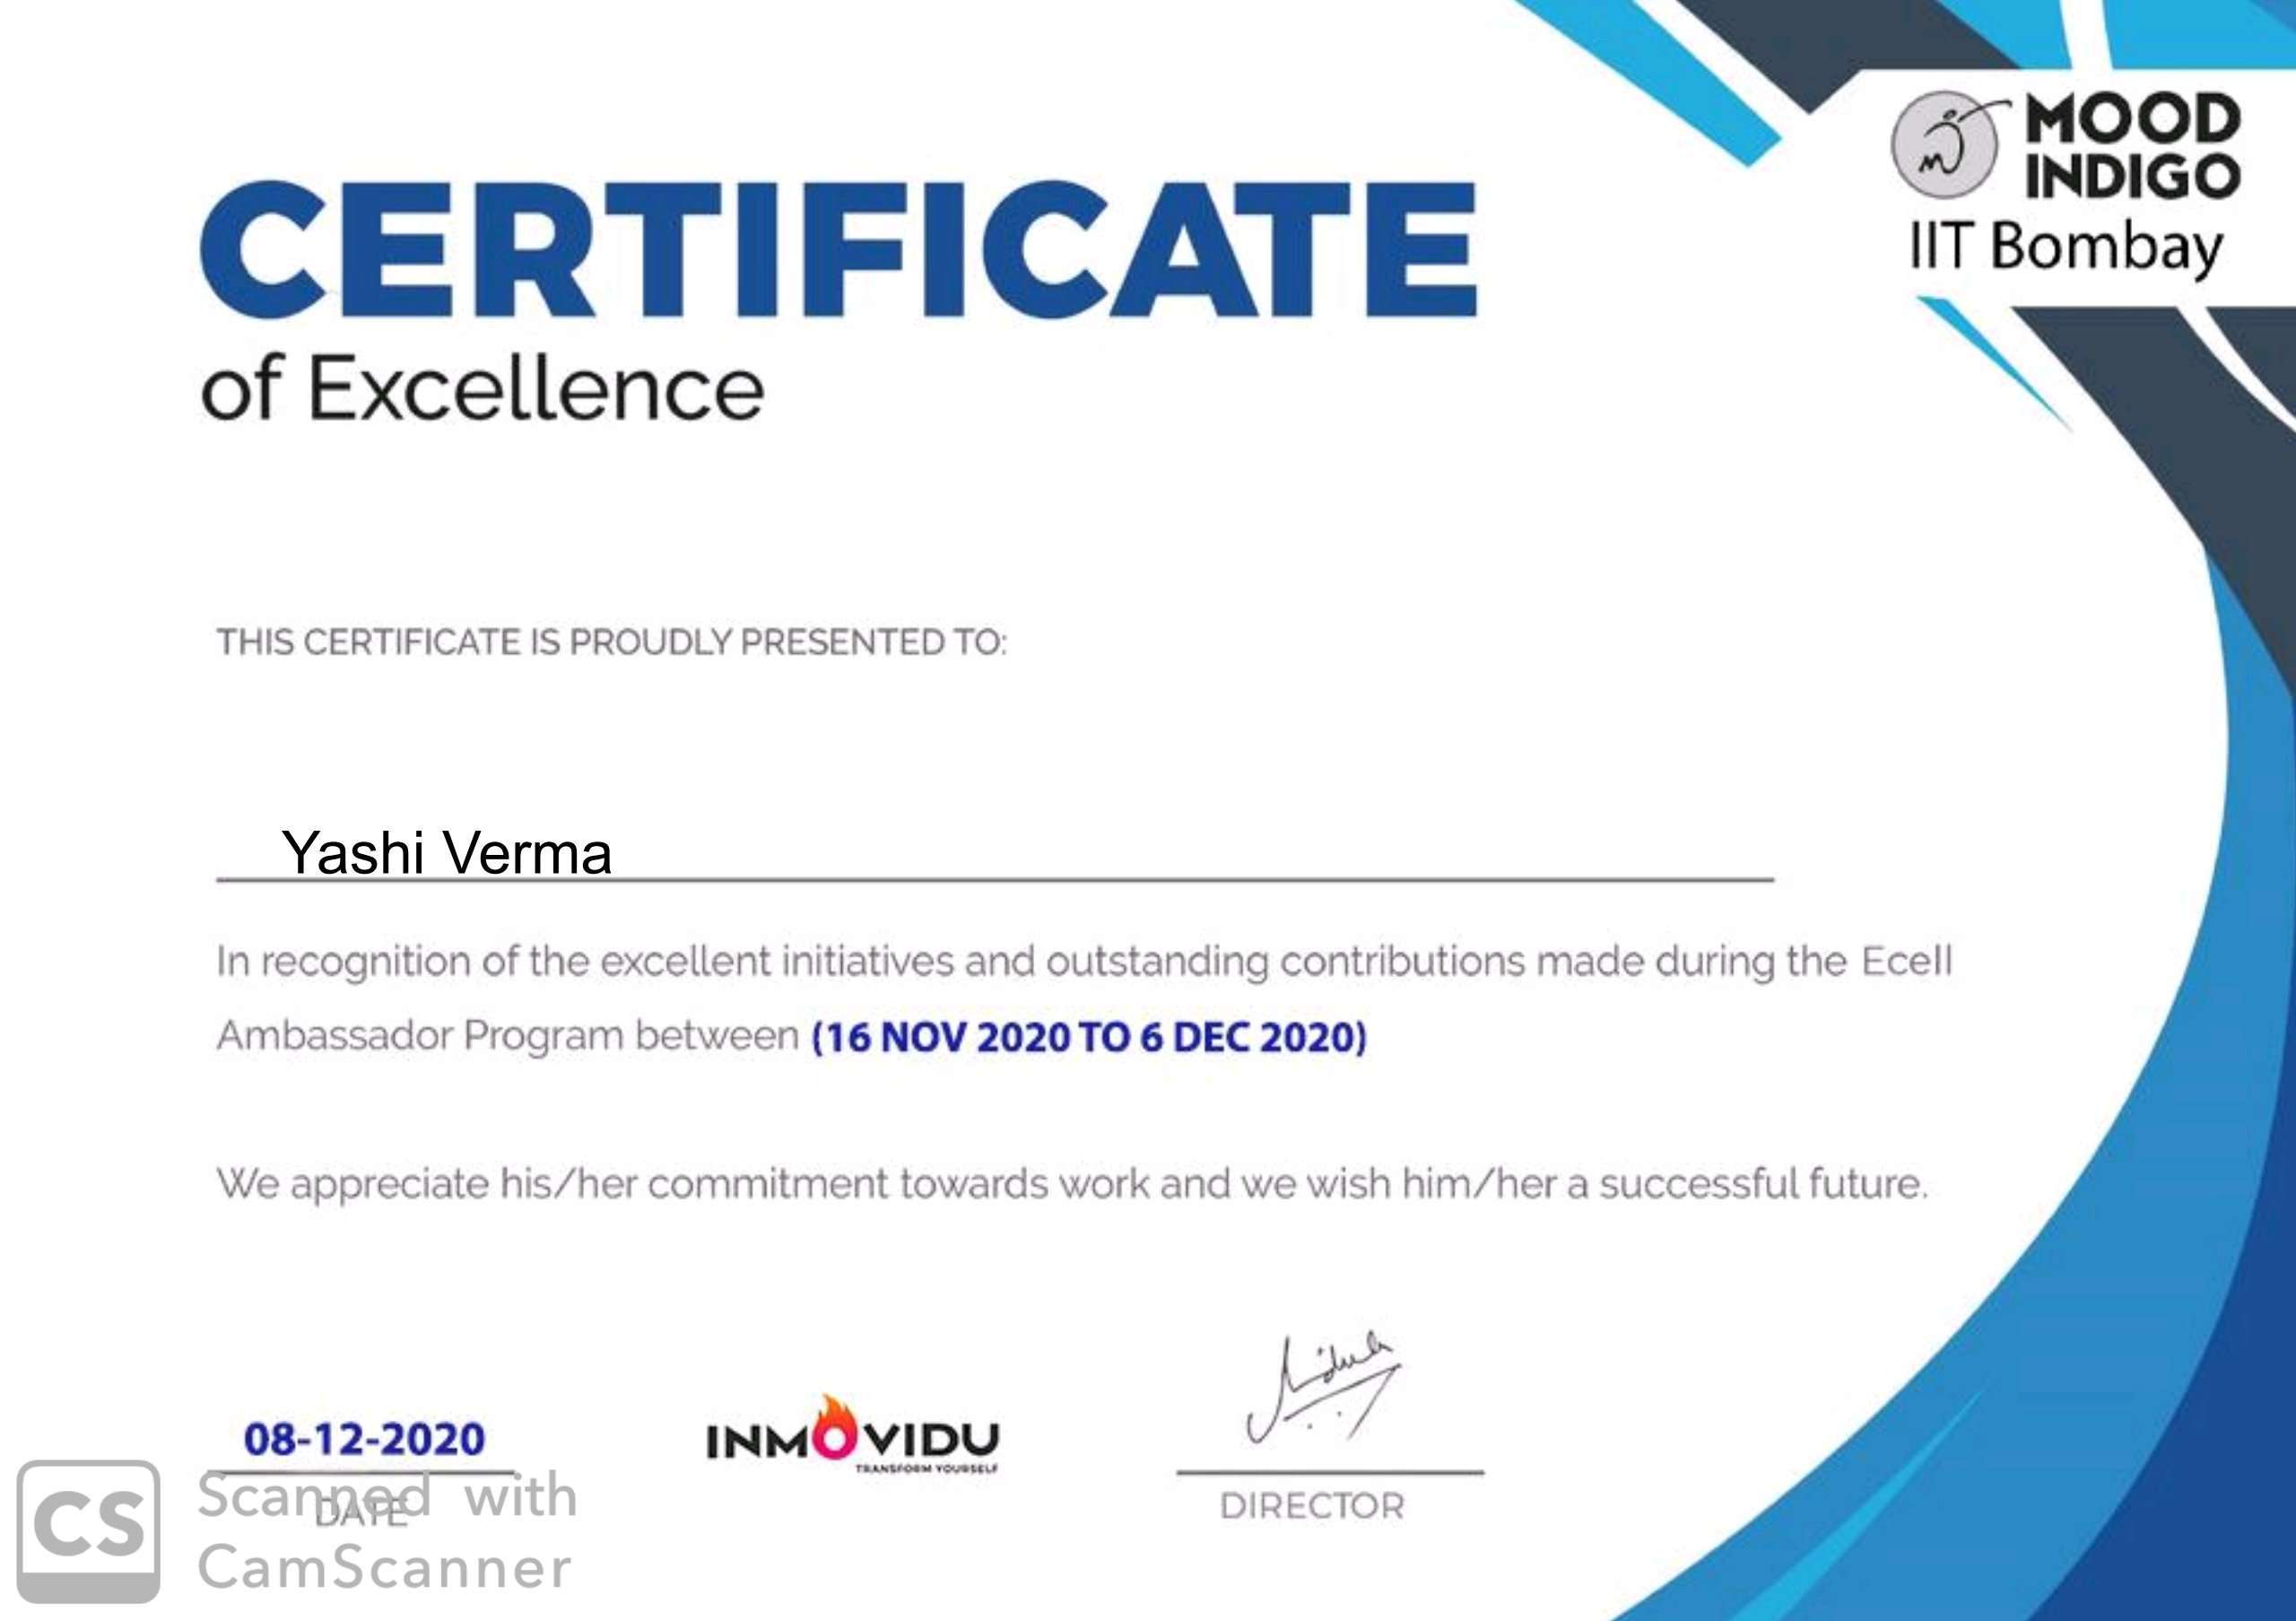 MOOD
INDIGO
IIT Bombay
CERTIFICATE
of Excellence
THIS CERTIFICATE IS PROUDLY PRESENTED TO:
Yashi Verma
In recognition of the excellent initiatives and outstanding contributions made during the Ecell
Ambassador Program between (16 NOV 2020 TO 6 DEC 2020)
We appreciate his/her commitment towards work and we wish him/her a successful future.
08-12-2020
DATE
INMOVIDU
TRANSFORM YOURSELF
DIRECTOR
CS
Scanned with
CamScanner